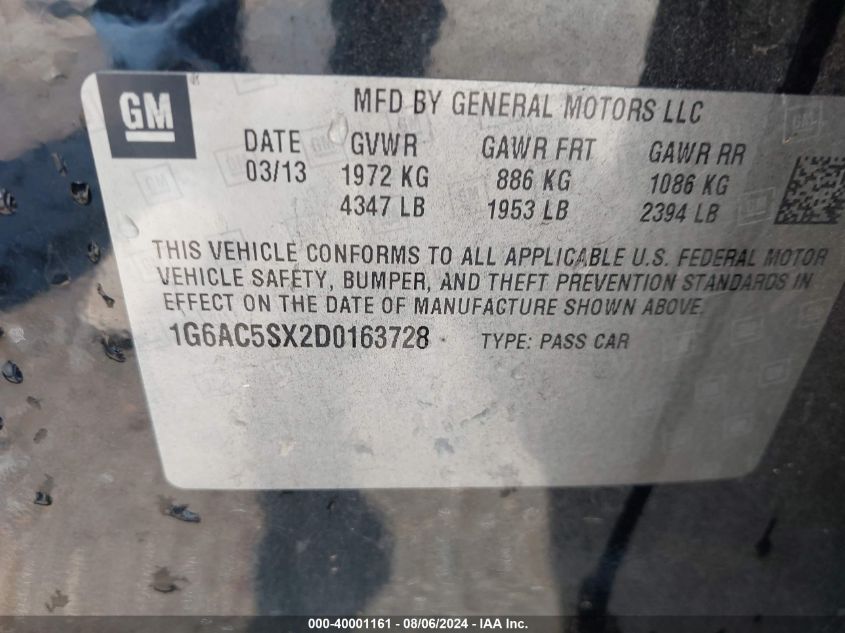 GM
MFD BY GENERAL MOTORS LLC
DATE GVWR GAWR FRT GAWR RR
03/13 1972 KG 886 KG 1086 KG
4347 LB 1953 LB 2394 LB
THIS VEHICLE CONFORMS TO ALL APPLICABLE U.S. FEDERAL MOTOR
VEHICLE SAFETY, BUMPER, AND THEFT PREVENTION STANDARDS IN
EFFECT ON THE DATE OF MANUFACTURE SHOWN ABOVE.
1G6AC5SX2D0163728 TYPE: PASS CAR
000-40001161 - 08/06/2024 - IAA Inc.